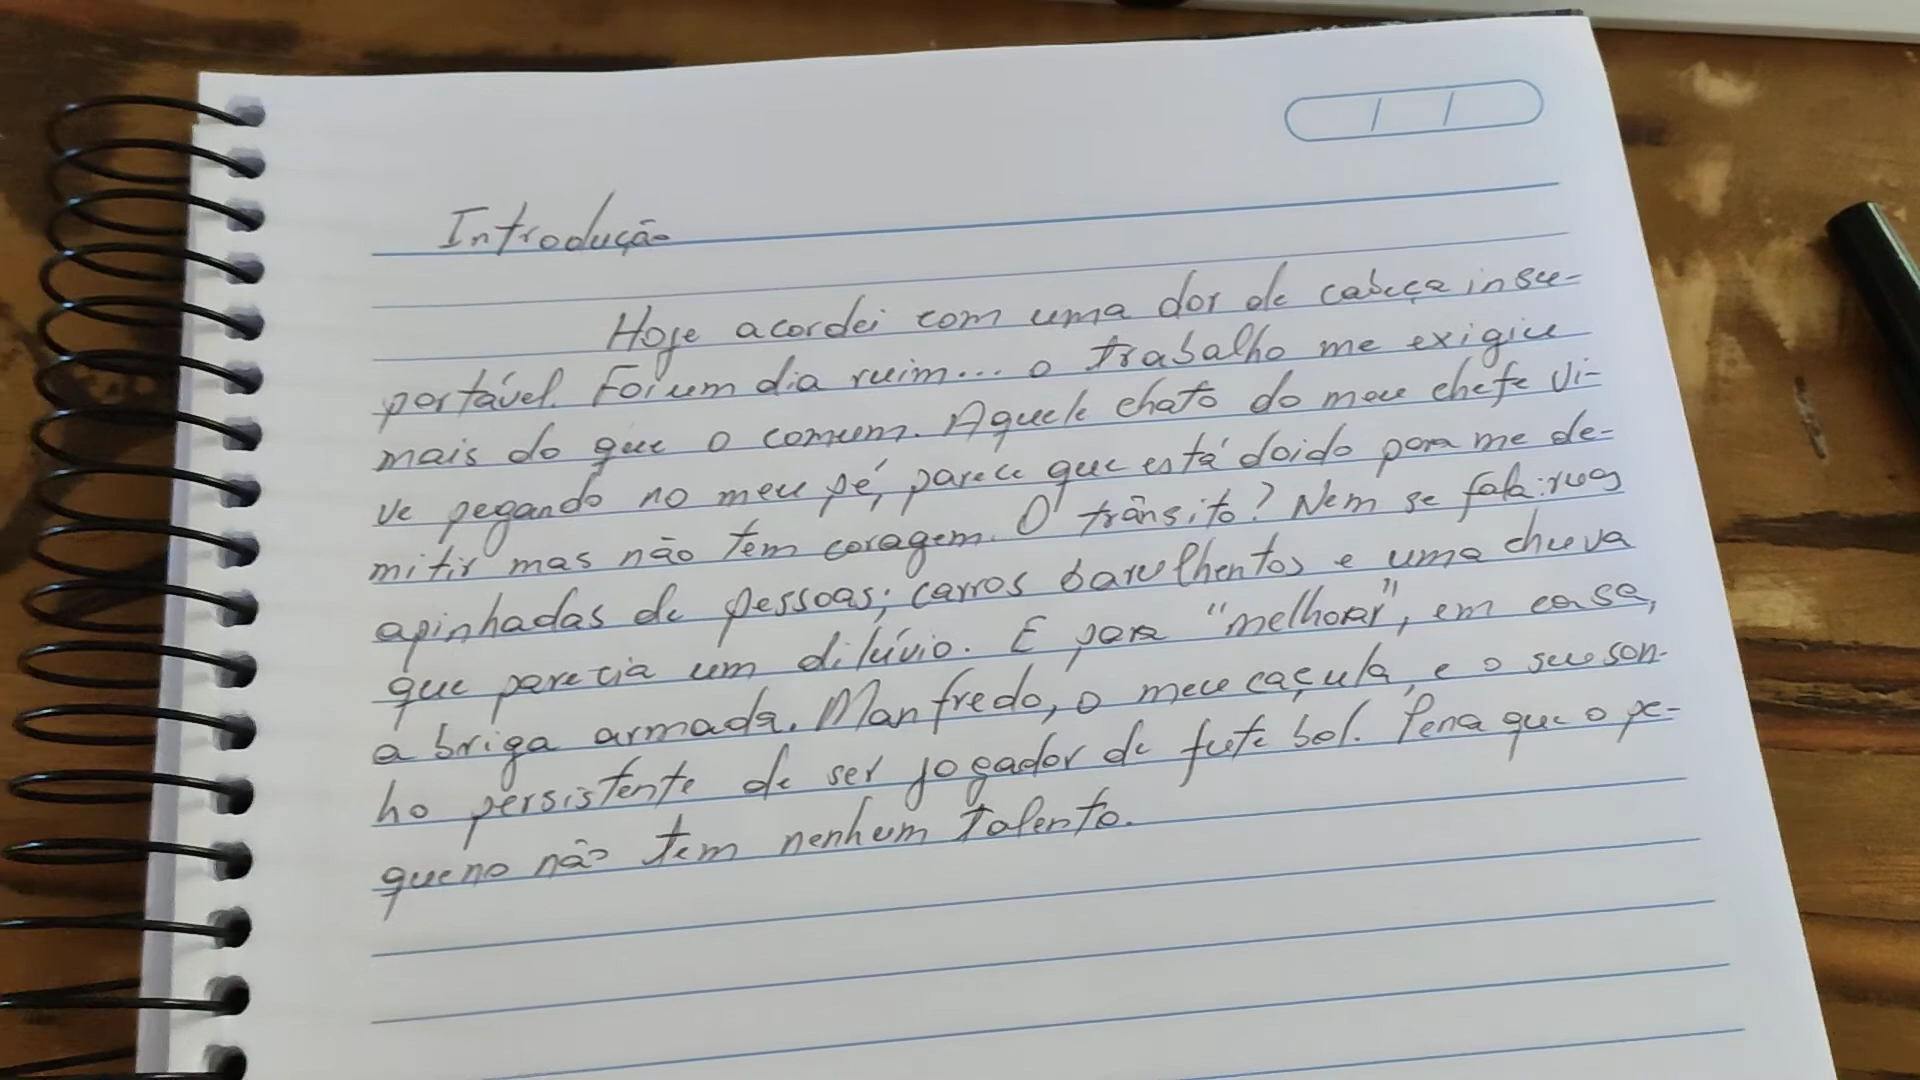 Introdução
Hoje acordei com uma dor de cabeça insu-
portável. Foi um dia ruim... o trabalho me exigiu
mais do que o comum. Aquele chato do meu chefe vi-
ve pegando no meu pé, parece que está doido para me de-
mitir mas não tem coragem. O trânsito? Nem se fala: ruas
apinhadas de pessoas; carros barulhentos e uma chuva
que parecia um dilúvio. E para "melhorar", em casa,
a briga armada. Manfredo, o meu caçula, e o seu son-
ho persistente de ser jogador de futebol. Pena que o pe-
queno não tem nenhum talento.